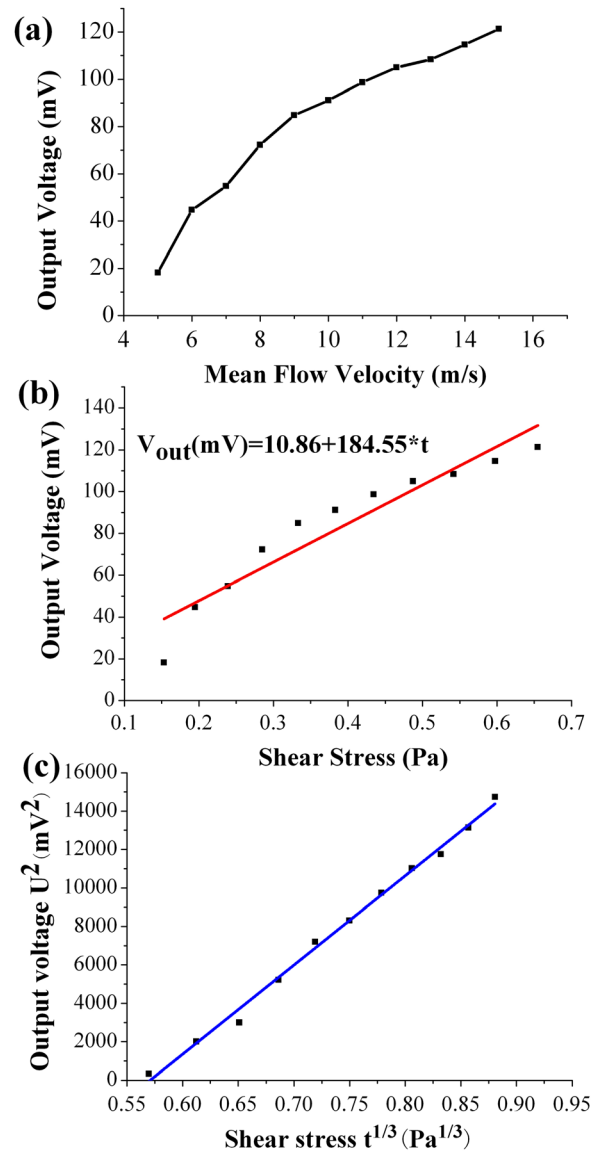 (a)
120
100
80
60
40
20
0
Output Voltage (mV)
4 6 8 10 12 14 16
Mean Flow Velocity (m/s)
(b)
140
120
100
80
60
40
20
0
Output Voltage (mV)
Vout(mV)=10.86+184.55*t
0.1 0.2 0.3 0.4 0.5 0.6 0.7
Shear Stress (Pa)
(c)
16000
14000
12000
10000
8000
6000
4000
2000
0
Output voltage U² (mV²)
0.55 0.60 0.65 0.70 0.75 0.80 0.85 0.90 0.95
Shear stress t^1/3 (Pa^1/3)